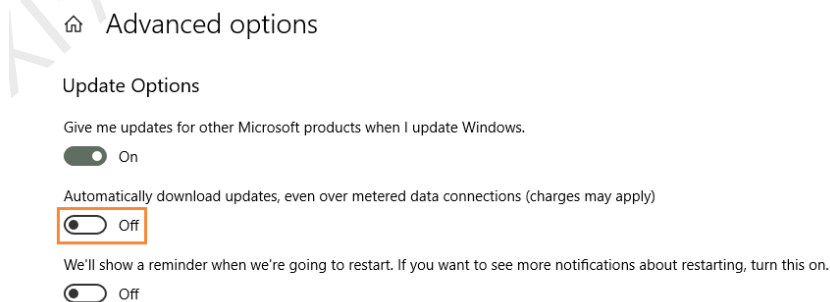 Advanced options
Update Options
Give me updates for other Microsoft products when I update Windows.
On
Automatically download updates, even over metered data connections (charges may apply)
Off
We'll show a reminder when we're going to restart. If you want to see more notifications about restarting, turn this on.
Off